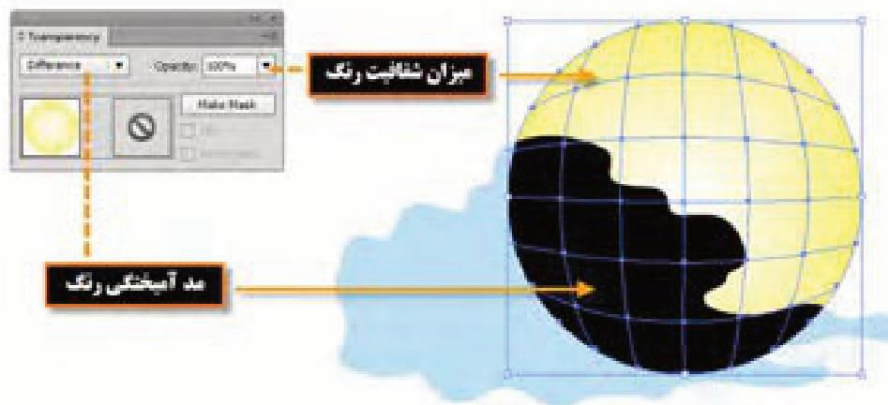 Transparency
Difference
Opacity: 100%
Make Mask
میزان شفافیت رنگ
مد آمیختگی رنگ